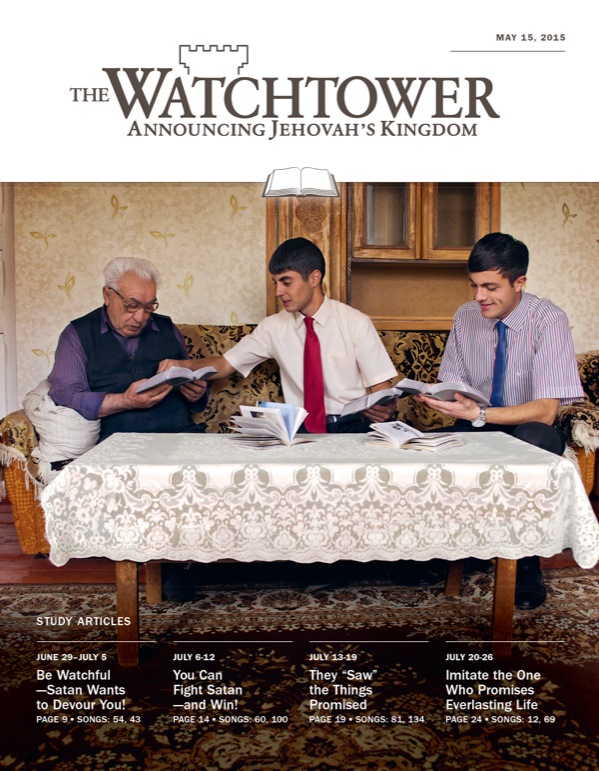 MAY 15, 2015
THE WATCHTOWER
ANNOUNCING JEHOVAH'S KINGDOM
STUDY ARTICLES
JUNE 29–JULY 5
Be Watchful
—Satan Wants
to Devour You!
PAGE 9 • SONGS: 54, 43
JULY 6-12
You Can
Fight Satan
—and Win!
PAGE 14 • SONGS: 60, 100
JULY 13-19
They “Saw”
the Things
Promised
PAGE 19 • SONGS: 81, 134
JULY 20-26
Imitate the One
Who Promises
Everlasting Life
PAGE 24 • SONGS: 12, 69